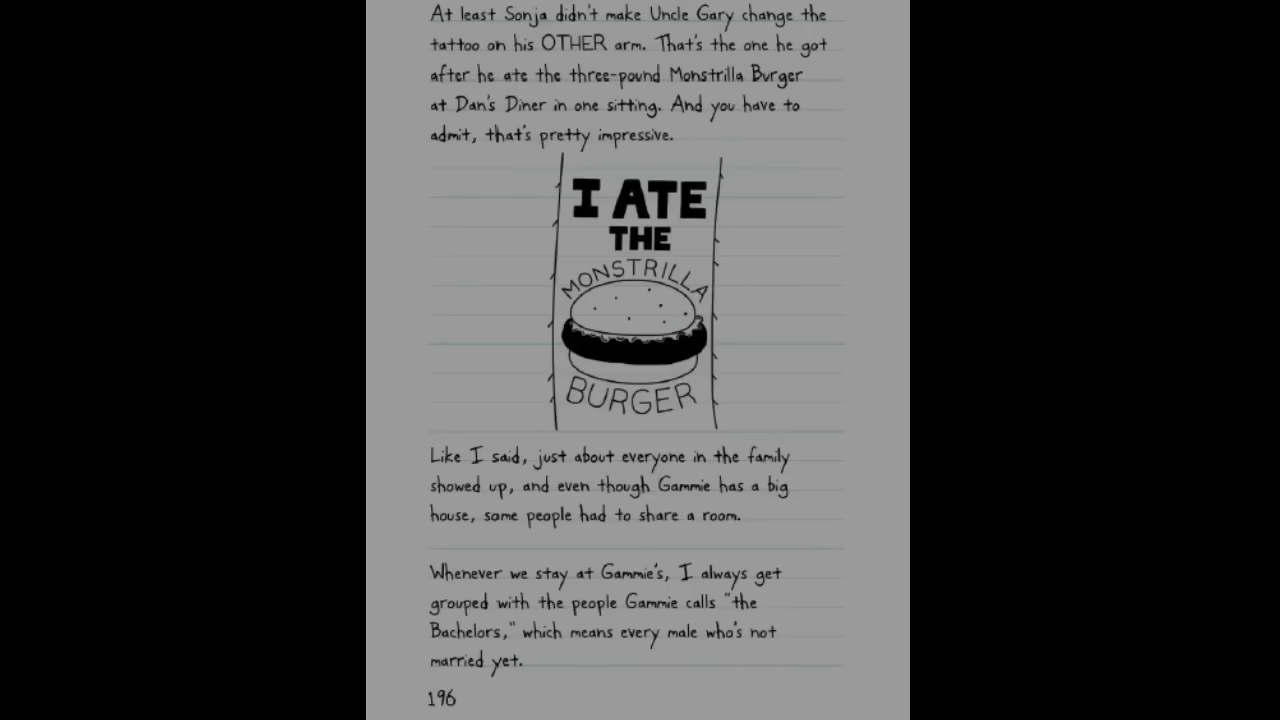 At least Sonja didn't make Uncle Gary change the
tattoo on his OTHER arm. That's the one he got
after he ate the three-pound Monstrilla Burger
at Dan's Diner in one sitting. And you have to
admit, that's pretty impressive.
I ATE
THE
MONSTRILLA
BURGER
Like I said, just about everyone in the family
showed up, and even though Gammie has a big
house, some people had to share a room.
Whenever we stay at Gammie's, I always get
grouped with the people Gammie calls "the
Bachelors," which means every male who's not
married yet.
196